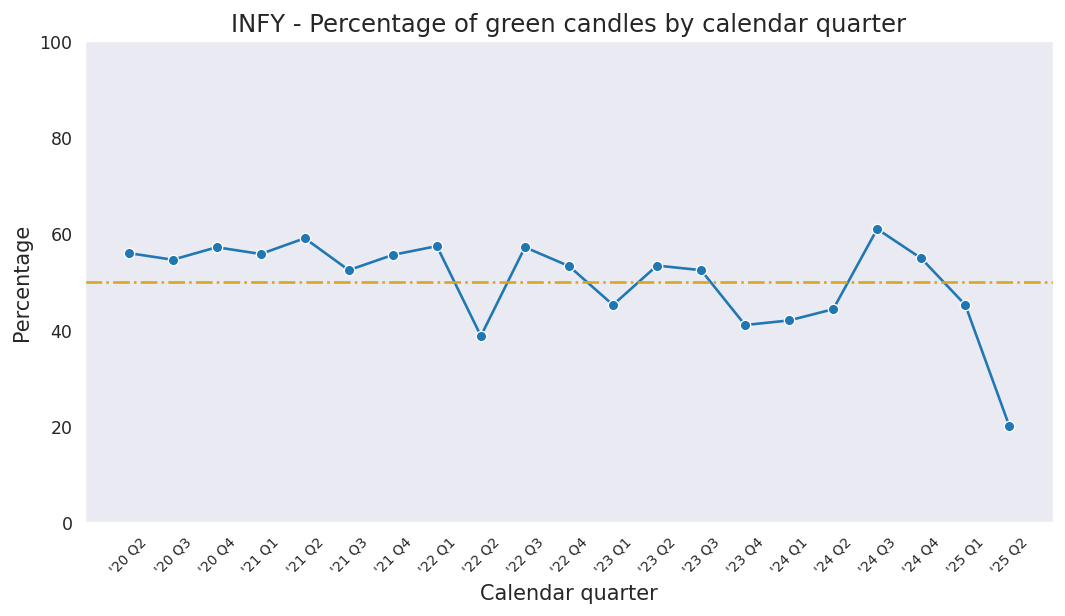 INFY - Percentage of green candles by calendar quarter
100
80
60
40
20
0
Percentage
'20 Q2
'20 Q3
'20 Q4
'21 Q1
'21 Q2
'21 Q3
'21 Q4
'22 Q1
'22 Q2
'22 Q3
'22 Q4
'23 Q1
'23 Q2
'23 Q3
'23 Q4
'24 Q1
'24 Q2
'24 Q3
'24 Q4
'25 Q1
'25 Q2
Calendar quarter